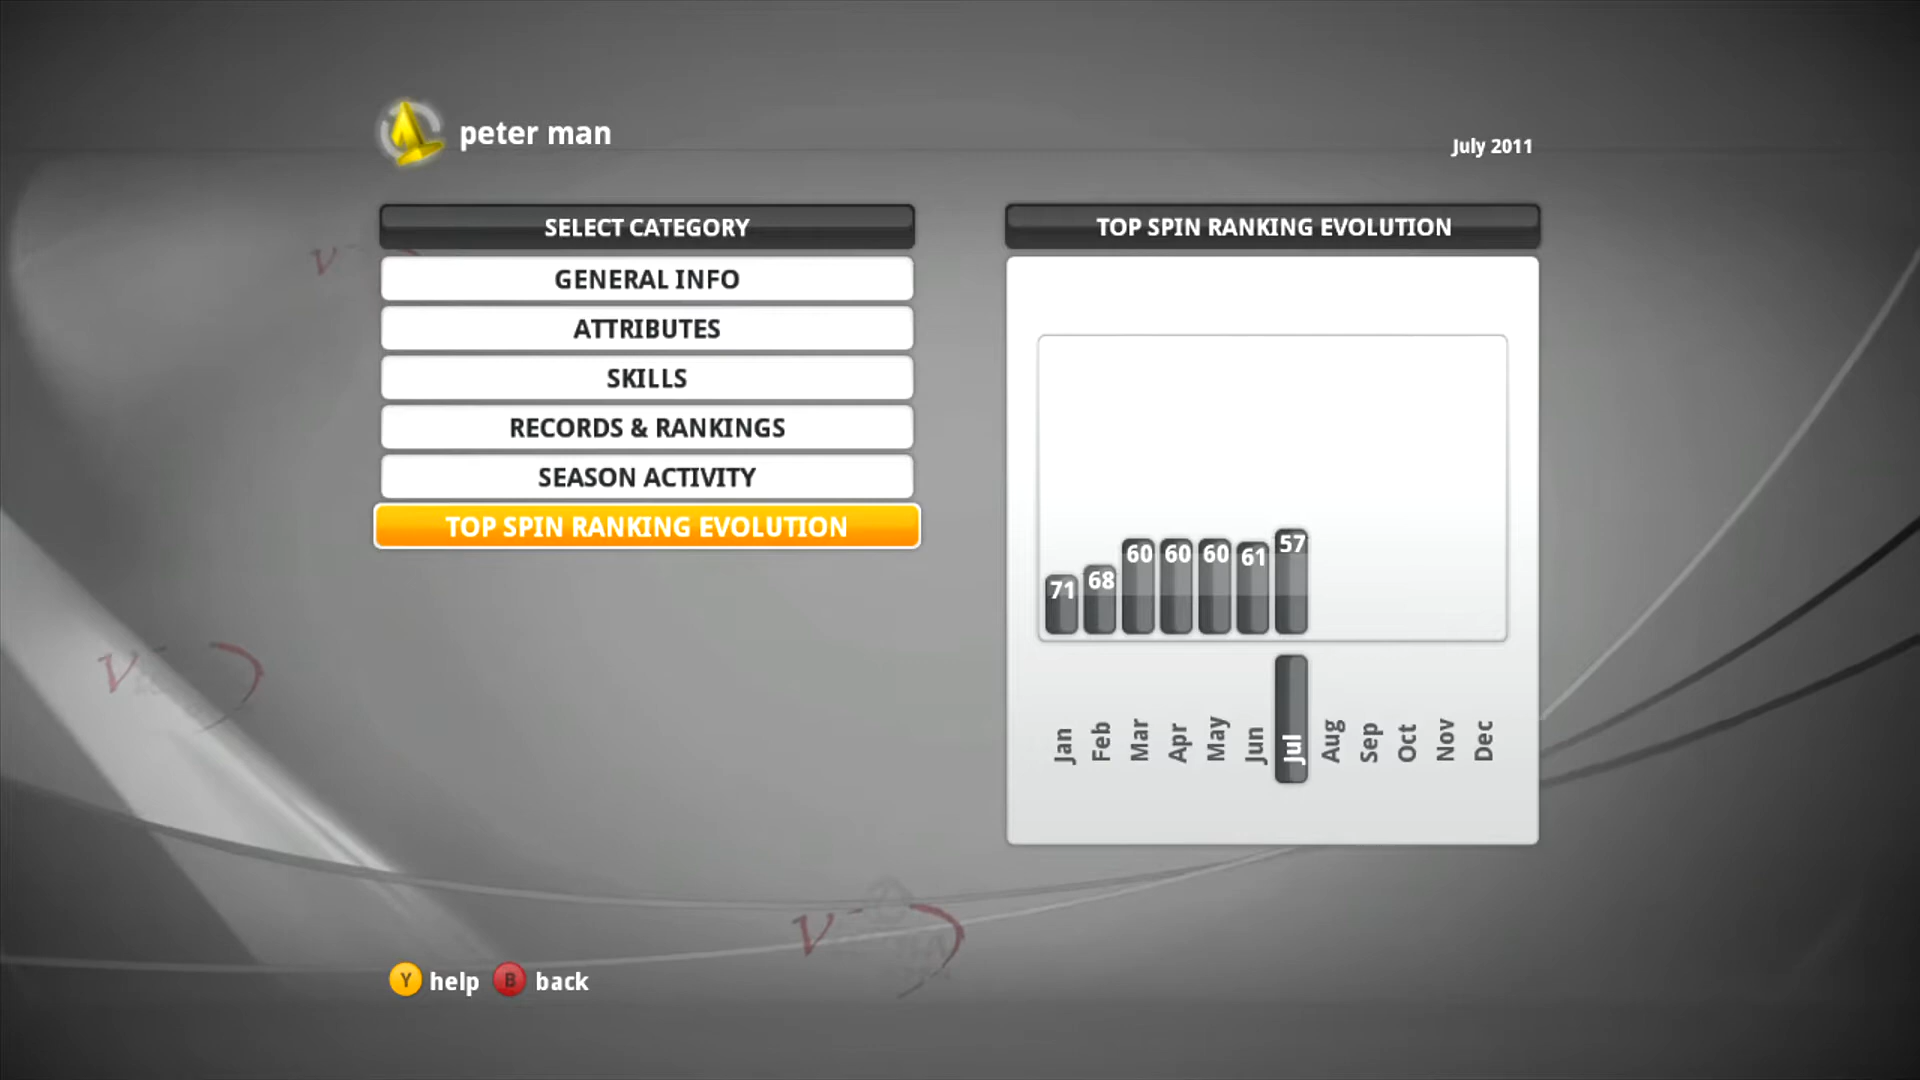 peter man
July 2011
SELECT CATEGORY
GENERAL INFO
ATTRIBUTES
SKILLS
RECORDS & RANKINGS
SEASON ACTIVITY
TOP SPIN RANKING EVOLUTION
TOP SPIN RANKING EVOLUTION
71 68 60 60 60 61 57
Jan Feb Mar Apr May Jun Jul Aug Sep Oct Nov Dec
Y help B back